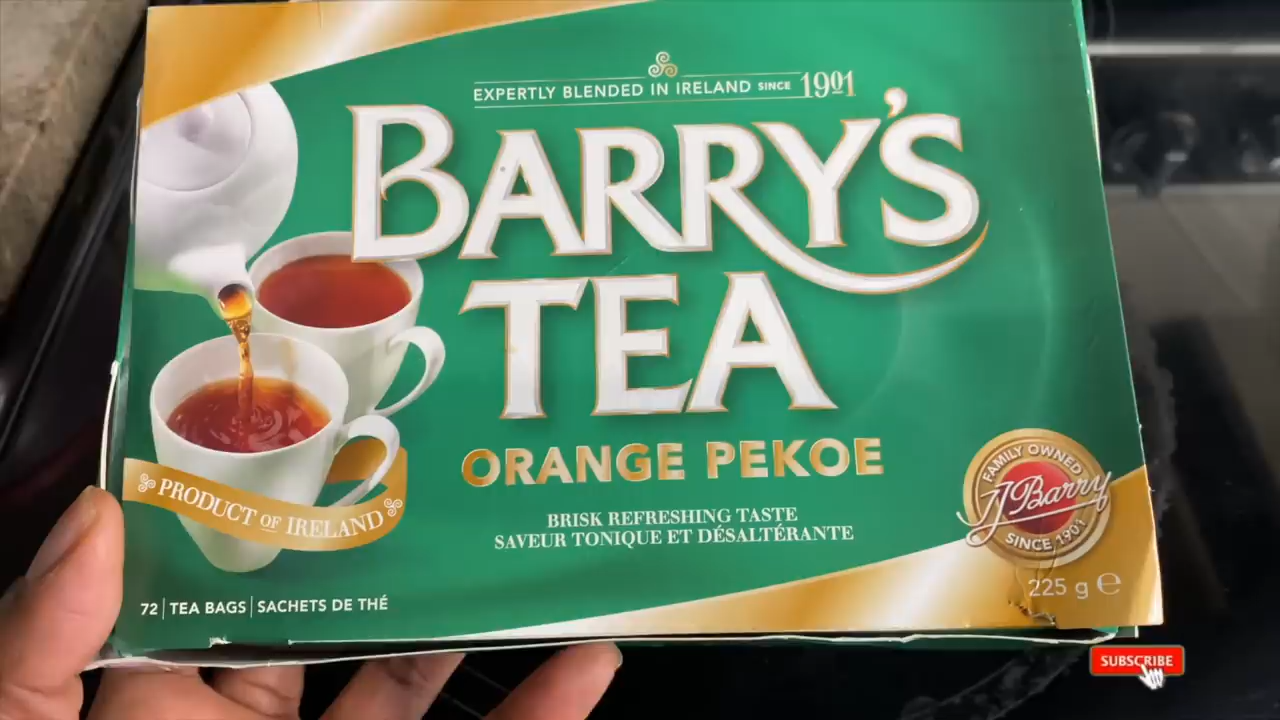 EXPERTLY BLENDED IN IRELAND SINCE 1901
BARRY'S
TEA
ORANGE PEKOE
BRISK REFRESHING TASTE
SAVEUR TONIQUE ET DÉSALTÉRANTE
PRODUCT OF IRELAND
FAMILY OWNED
JJ Barry
SINCE 1901
225 g e
72 | TEA BAGS | SACHETS DE THÉ
SUBSCRIBE